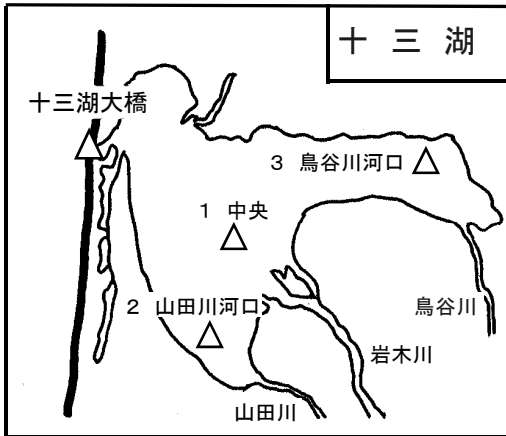 十三湖
十三湖大橋
3 鳥谷川河口
1 中央
2 山田川河口
鳥谷川
岩木川
山田川